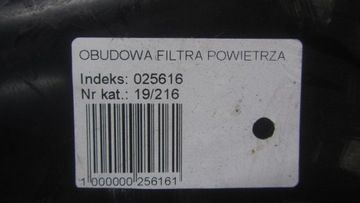 OBUDOWA FILTRA POWIETRZA
Indeks: 025616
Nr kat.: 19/216
1 000000 256161